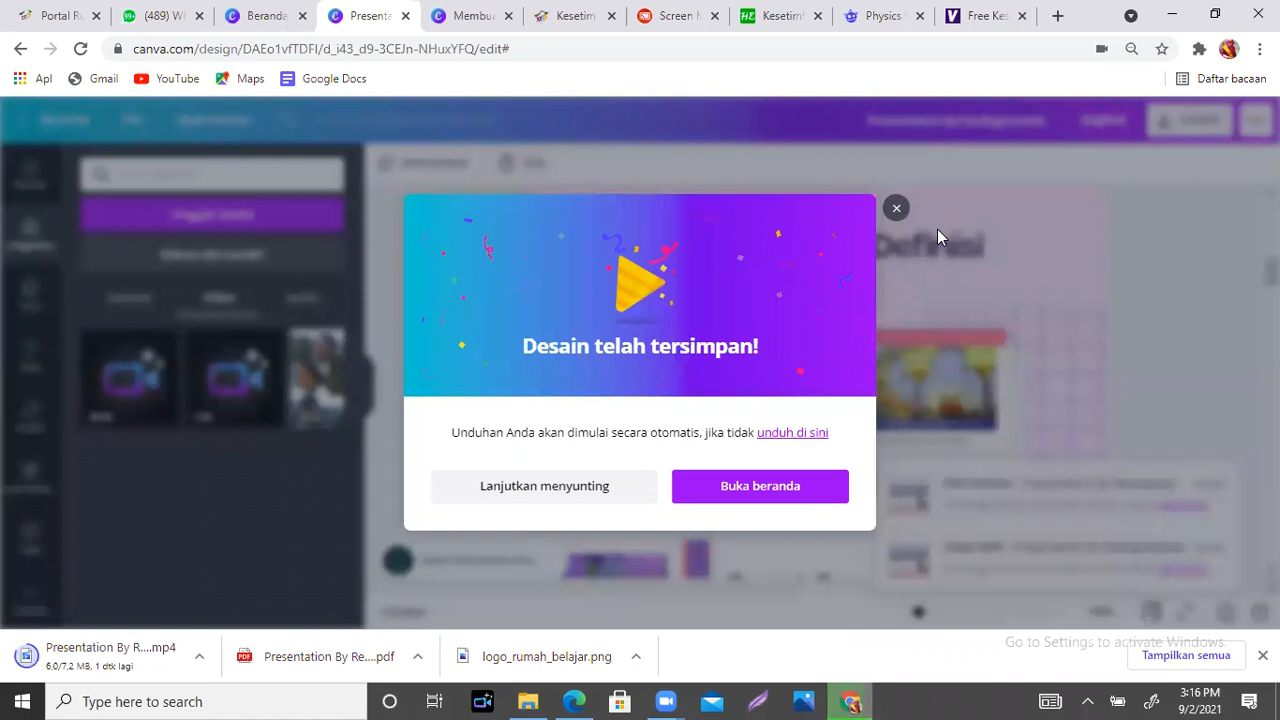 Portal Ru
(489) W
Beranda
Presenta
Membua
Kesetim
Screen
Kesetim
Physics
Free Kes
canva.com/design/DAEo1vfTDFI/d_i43_d9-3CEJn-NHuxYFQ/edit#
Apl
Gmail
YouTube
Maps
Google Docs
Daftar bacaan
Definisi
Desain telah tersimpan!
Unduhan Anda akan dimulai secara otomatis, jika tidak unduh di sini
Lanjutkan menyunting
Buka beranda
Go to Settings to activate Windows.
Presentation By R....mp4
6.0/7.2 MB, 1 dtk lagi
Presentation By Re....pdf
logo_rumah_belajar.png
Tampilkan semua
Type here to search
3:16 PM
9/2/2021